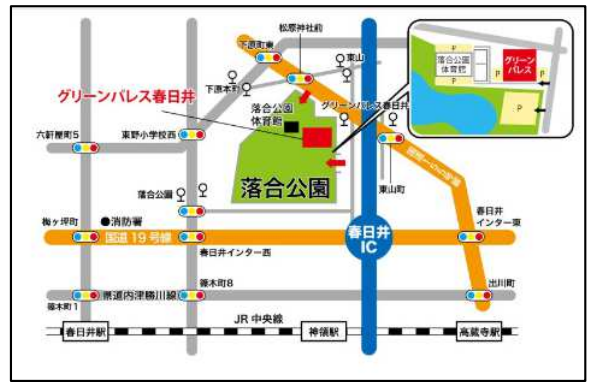 松原神社前
下原町東
東山
下原本町
グリーンパレス春日井
落合公園
体育館
グリーンパレス春日井
六軒屋町5
東野小学校西
落合公園
東山町
落合公園
梅ヶ坪町
●消防署
国道19号線
春日井インター西
春日井
IC
春日井
インター東
篠木町8
県道内津勝川線
篠木町1
出川町
JR中央線
春日井駅
神領駅
高蔵寺駅
P
落合公園
体育館
P
P
グリーン
パレス
P
P